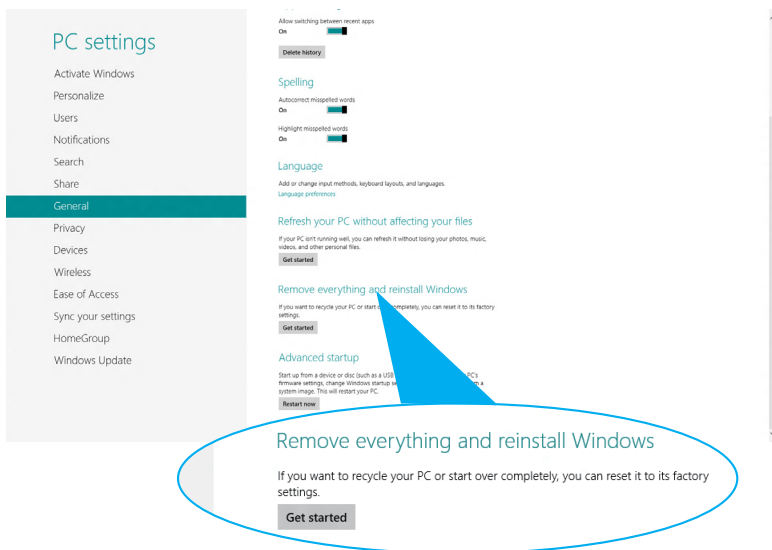 PC settings
Activate Windows
Personalize
Users
Notifications
Search
Share
General
Privacy
Devices
Wireless
Ease of Access
Sync your settings
HomeGroup
Windows Update
Allow switching between recent apps
On
Delete history
Spelling
Autocorrect misspelled words
On
Highlight misspelled words
On
Language
Add or change input methods, keyboard layouts, and languages.
Language preferences
Refresh your PC without affecting your files
If your PC isn't running well, you can refresh it without losing your photos, music,
videos, and other personal files.
Get started
Remove everything and reinstall Windows
If you want to recycle your PC or start over completely, you can reset it to its factory
settings.
Get started
Advanced startup
Start up from a device or disc (such as a USB PC's
firmware settings, change Windows startup a
system image. This will restart your PC.
Restart now
Remove everything and reinstall Windows
If you want to recycle your PC or start over completely, you can reset it to its factory
settings.
Get started